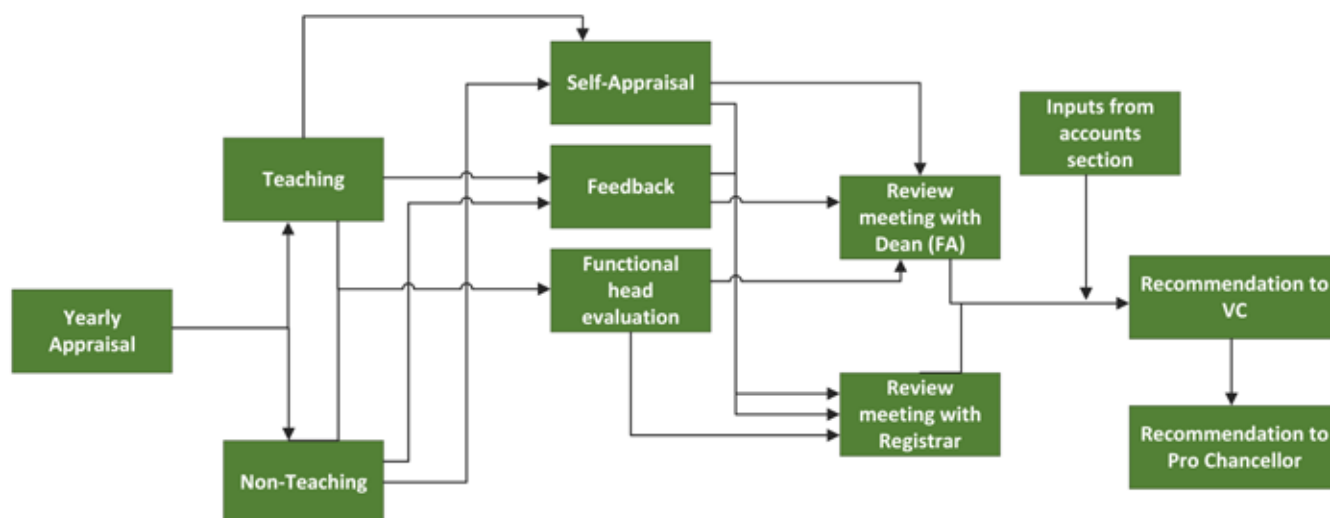 Self-Appraisal
Inputs from
accounts
section
Teaching
Feedback
Review
meeting with
Dean (FA)
Functional
head
evaluation
Recommendation to
VC
Yearly
Appraisal
Review
meeting with
Registrar
Recommendation to
Pro Chancellor
Non-Teaching